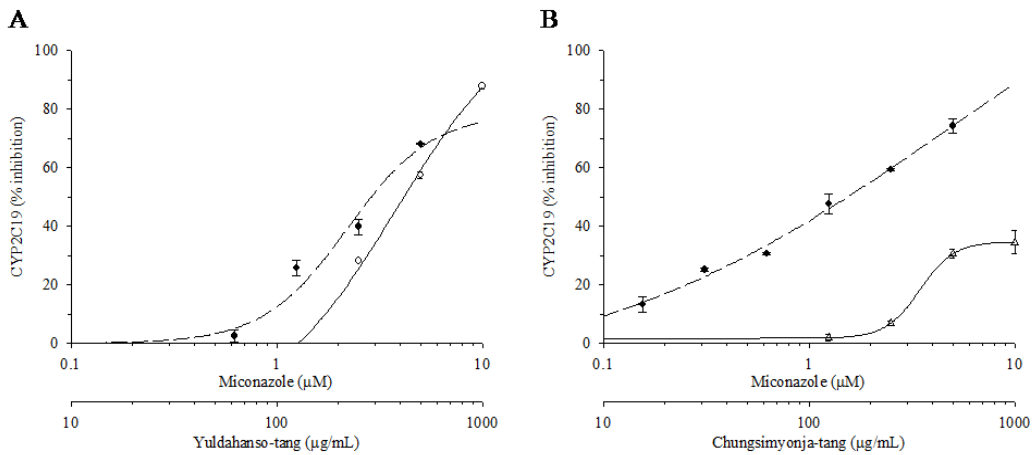 A
CYP2C19 (% inhibition)
100
80
60
40
20
0
0.1 1 10
Miconazole (µM)
10 100 1000
Yuldahanso-tang (µg/mL)
B
CYP2C19 (% inhibition)
100
80
60
40
20
0
0.1 1 10
Miconazole (µM)
10 100 1000
Chungsimyonja-tang (µg/mL)